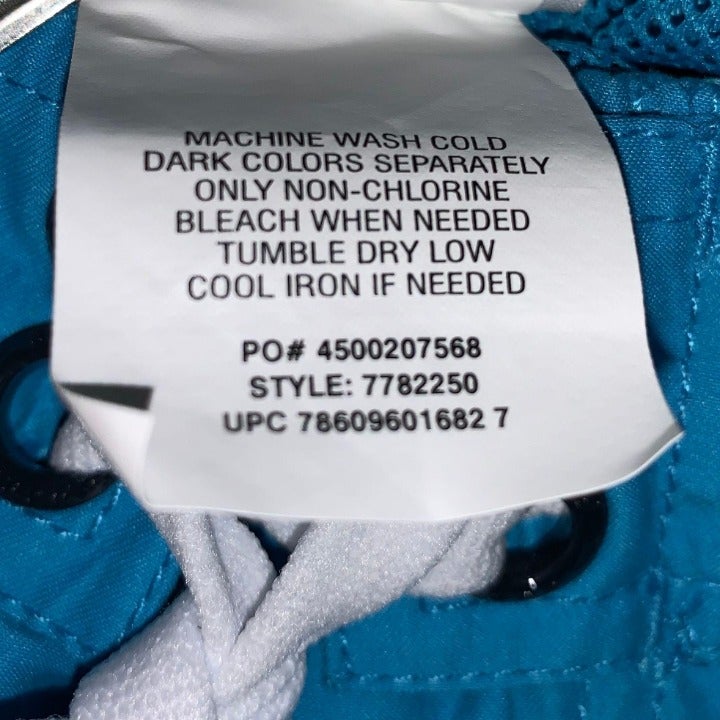 MACHINE WASH COLD
DARK COLORS SEPARATELY
ONLY NON-CHLORINE
BLEACH WHEN NEEDED
TUMBLE DRY LOW
COOL IRON IF NEEDED
PO# 4500207568
STYLE: 7782250
UPC 78609601682 7